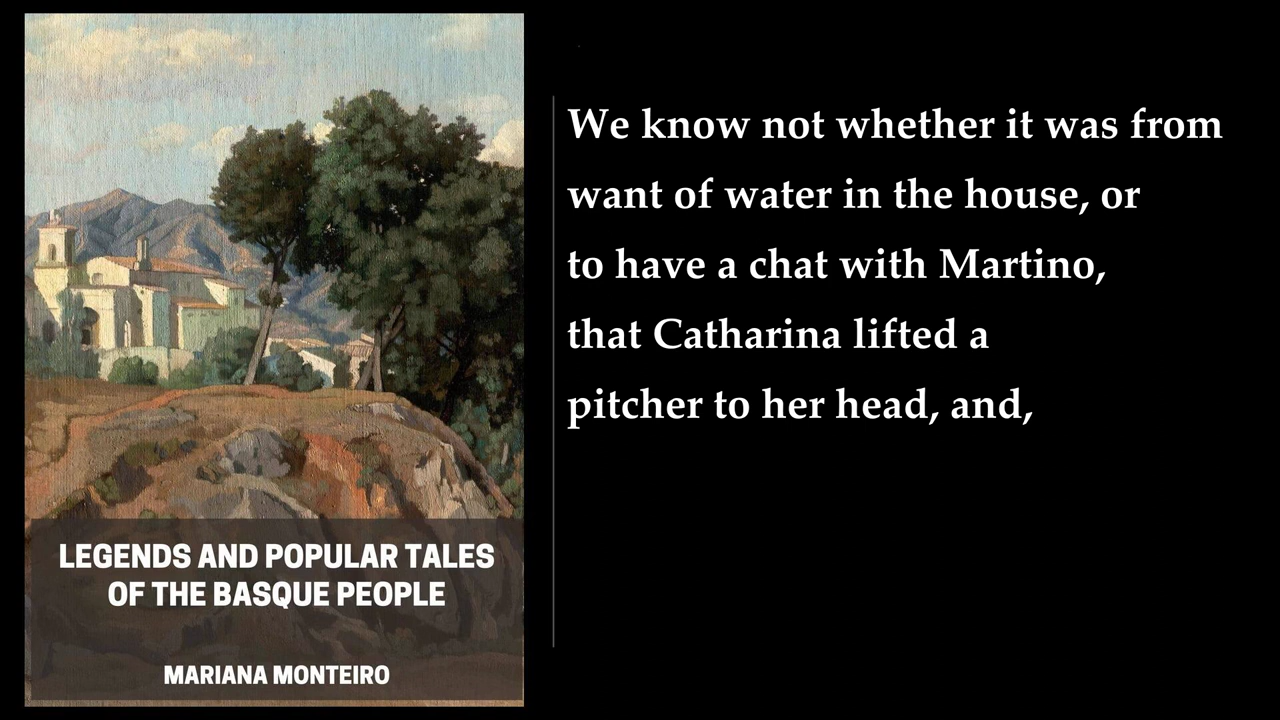 We know not whether it was from
want of water in the house, or
to have a chat with Martino,
that Catharina lifted a
pitcher to her head, and,
LEGENDS AND POPULAR TALES
OF THE BASQUE PEOPLE
MARIANA MONTEIRO